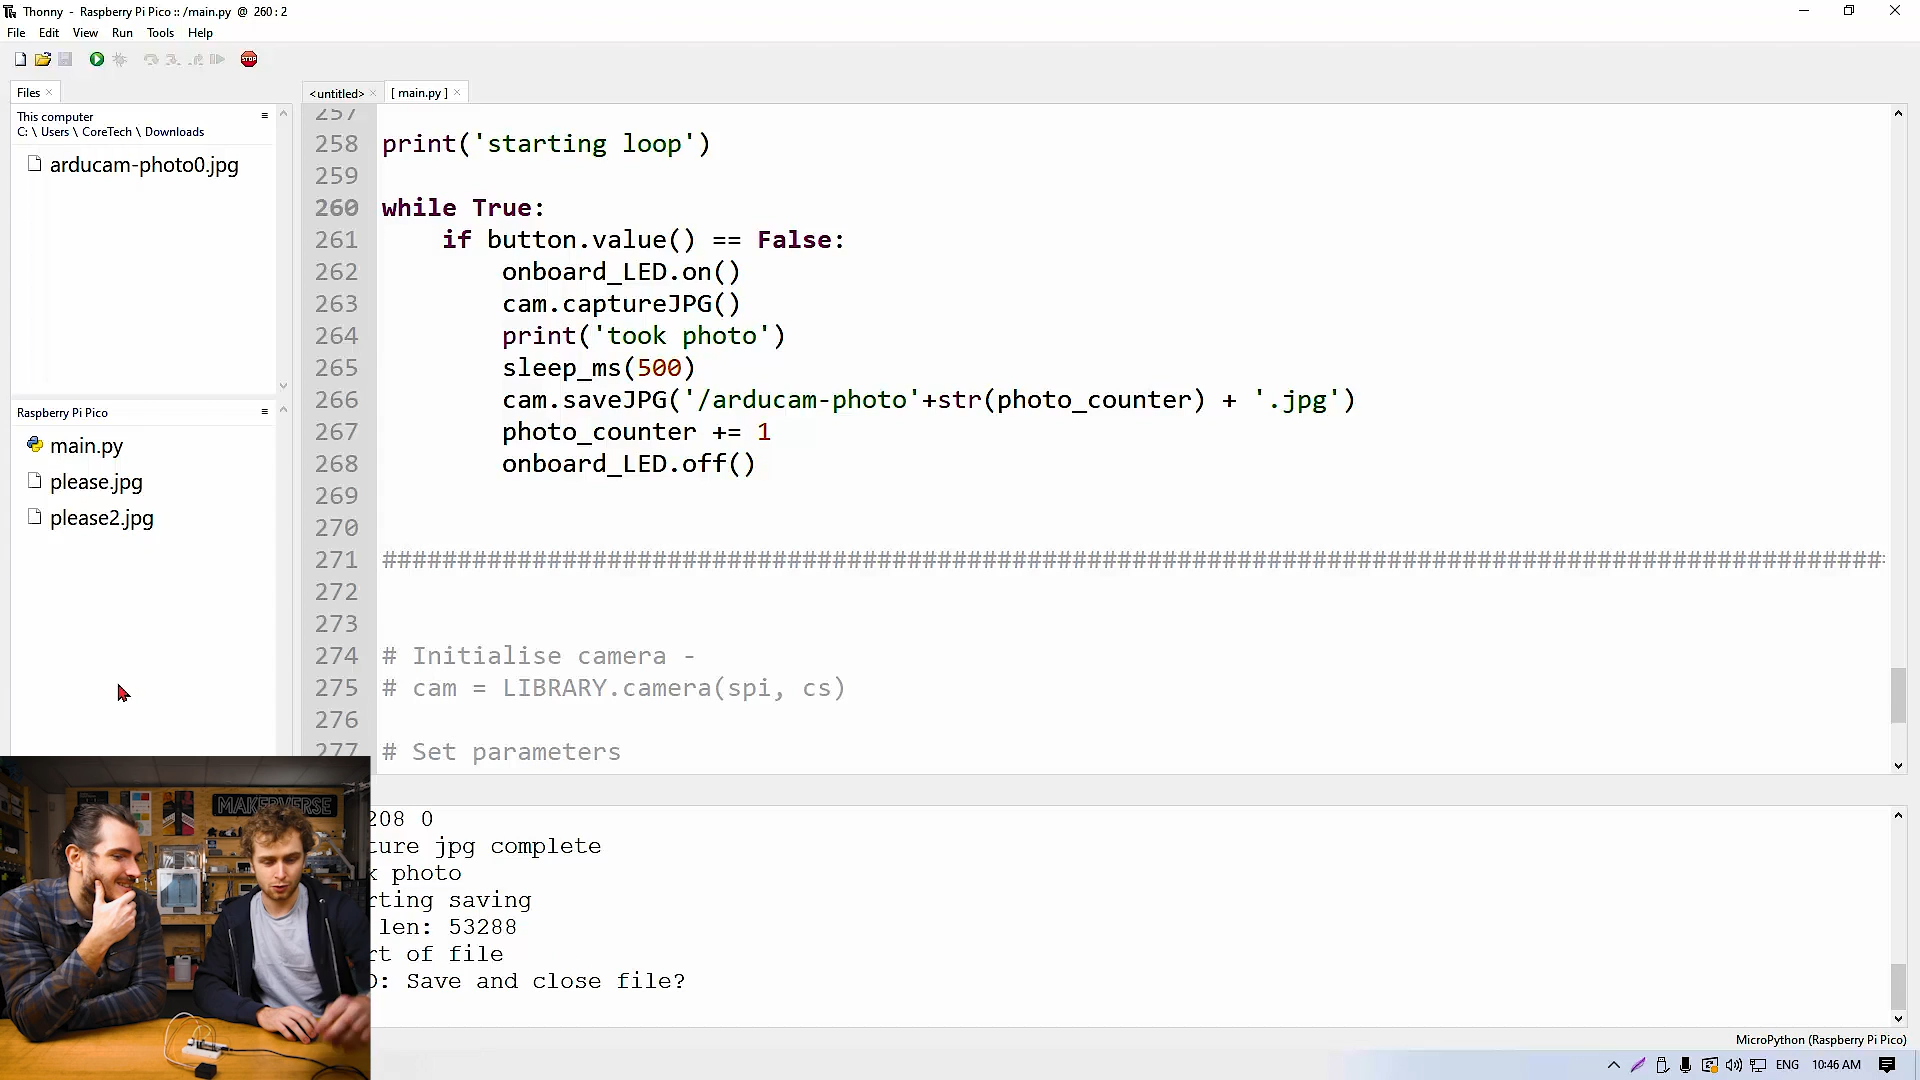 Thonny - Raspberry Pi Pico :: /main.py @ 260 : 2
File Edit View Run Tools Help
STOP
Files
<untitled> [ main.py ]
This computer
C: \ Users \ CoreTech \ Downloads
arducam-photo0.jpg
Raspberry Pi Pico
main.py
please.jpg
please2.jpg
257
258 print('starting loop')
259
260 while True:
261 if button.value() == False:
262 onboard_LED.on()
263 cam.captureJPG()
264 print('took photo')
265 sleep_ms(500)
266 cam.saveJPG('/arducam-photo'+str(photo_counter) + '.jpg')
267 photo_counter += 1
268 onboard_LED.off()
269
270
271 ####################################################################################################
272
273
274 # Initialise camera -
275 # cam = LIBRARY.camera(spi, cs)
276
277 # Set parameters
208 0
ture jpg complete
k photo
rting saving
len: 53288
rt of file
: Save and close file?
MAKERVERSE
MicroPython (Raspberry Pi Pico)
ENG 10:46 AM